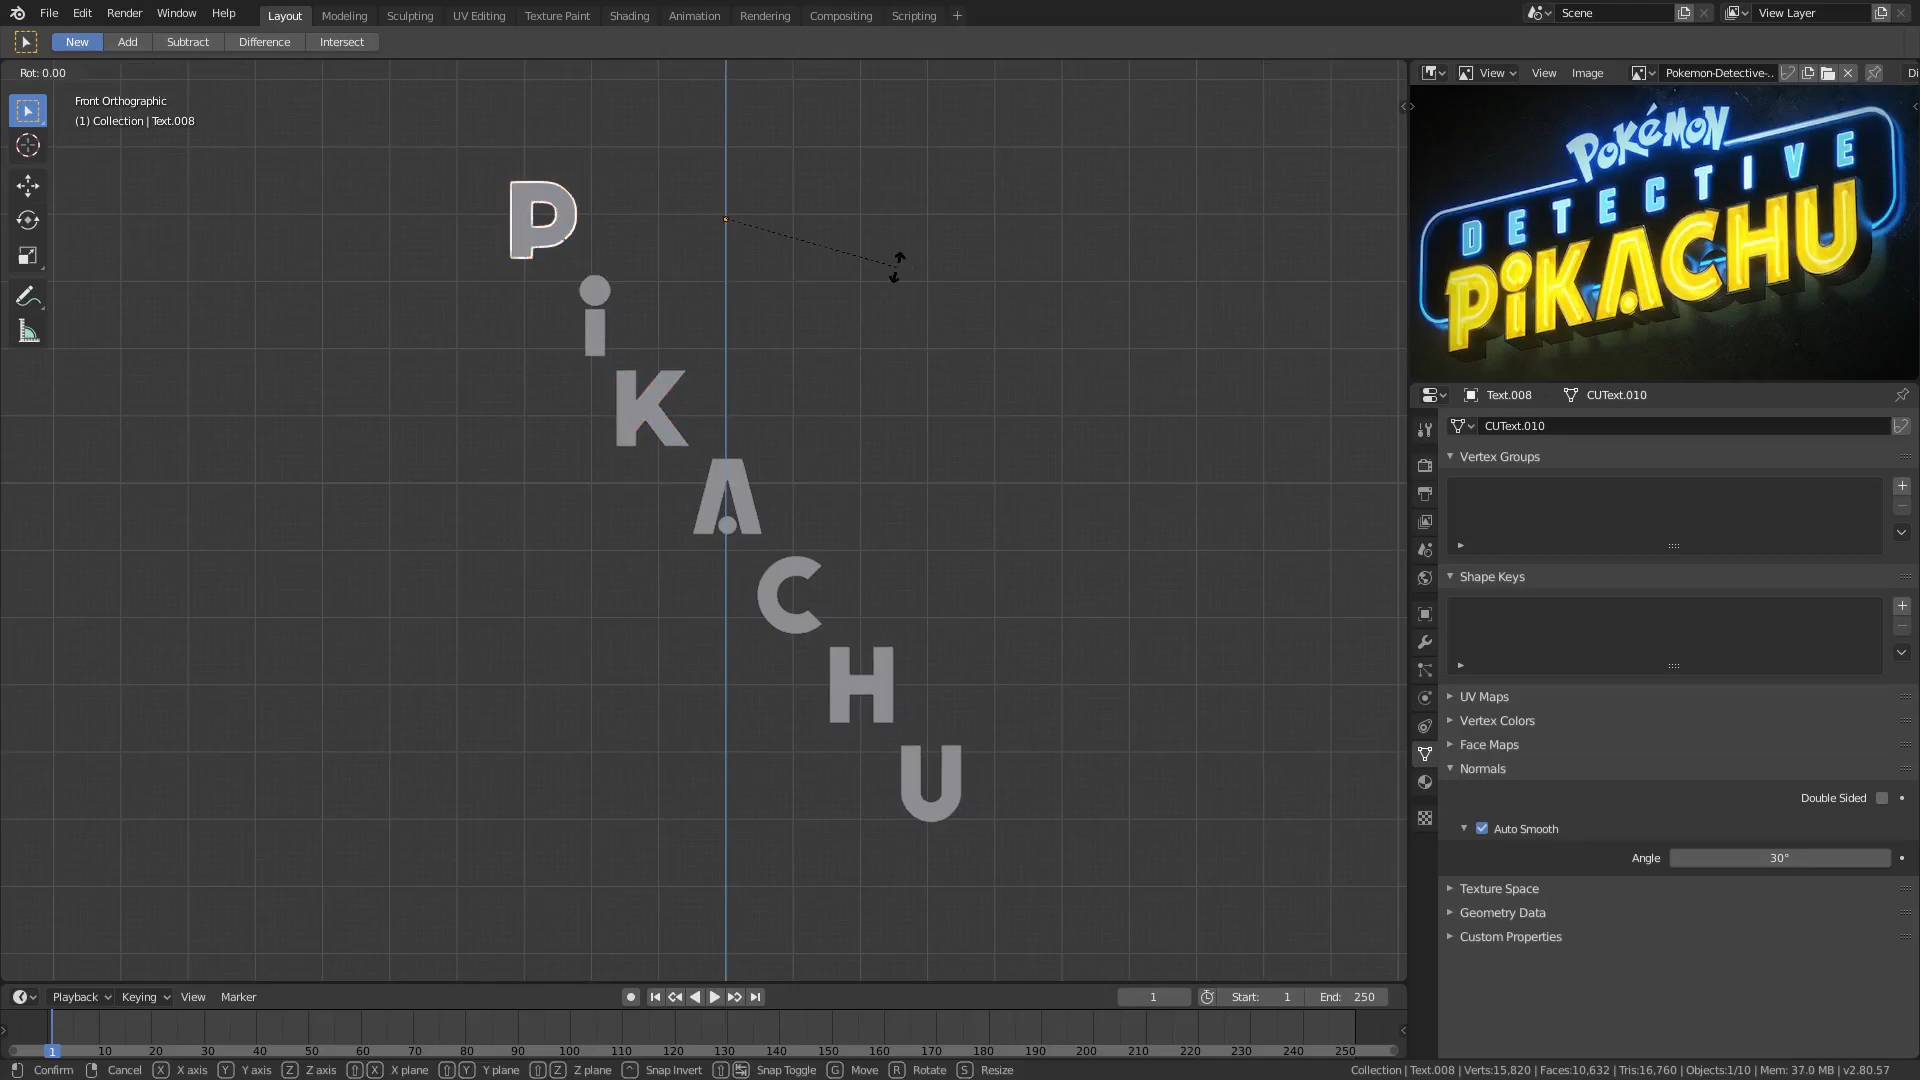 File Edit Render Window Help Layout Modeling Sculpting UV Editing Texture Paint Shading Animation Rendering Compositing Scripting + Scene View Layer
New Add Subtract Difference Intersect
Rot: 0.00
View View Image Pokemon-Detective-.. Di
Front Orthographic
(1) Collection | Text.008
POKéMON
DETECTIVE
PiKACHU
P
i
K
A
C
H
U
Text.008 CUText.010
CUText.010
Vertex Groups
Shape Keys
UV Maps
Vertex Colors
Face Maps
Normals
Double Sided
Auto Smooth
Angle 30°
Texture Space
Geometry Data
Custom Properties
Playback Keying View Marker 1 Start: 1 End: 250
1 10 20 30 40 50 60 70 80 90 100 110 120 130 140 150 160 170 180 190 200 210 220 230 240 250
Confirm Cancel X X axis Y Y axis Z Z axis X X plane Y Y plane Z Z plane Snap Invert Snap Toggle G Move R Rotate S Resize Collection | Text.008 | Verts:15,820 | Faces:10,632 | Tris:16,760 | Objects:1/10 | Mem: 37.0 MB | v2.80.57